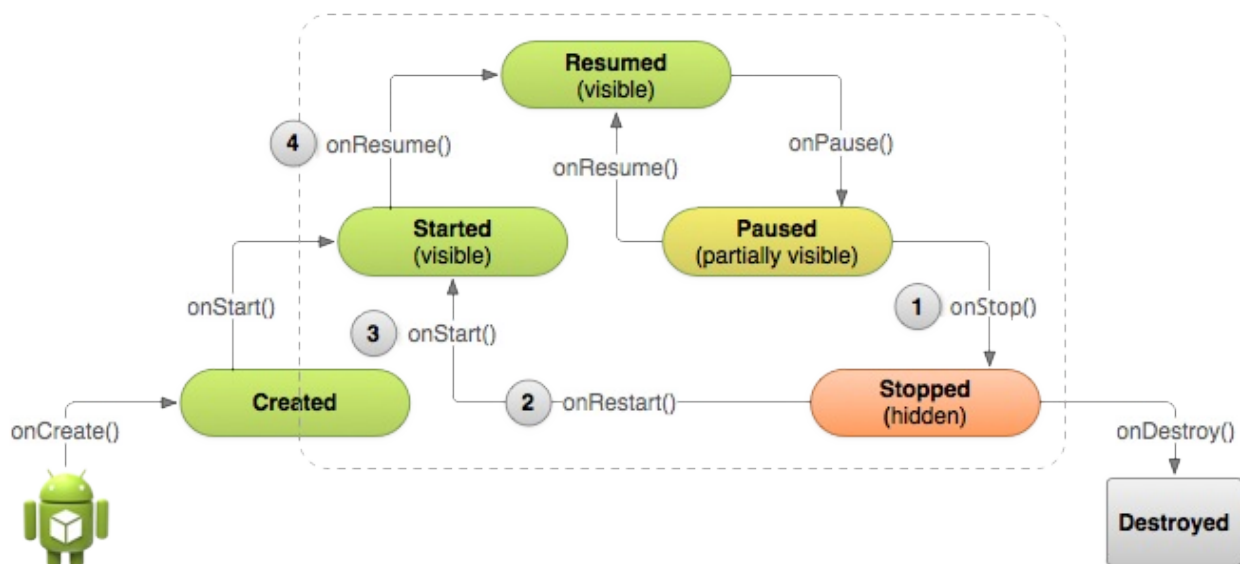 Resumed
(visible)
4
onResume()
onPause()
onResume()
Started
(visible)
Paused
(partially visible)
onStart()
3
onStart()
1
onStop()
Created
2
onRestart()
Stopped
(hidden)
onCreate()
onDestroy()
Destroyed